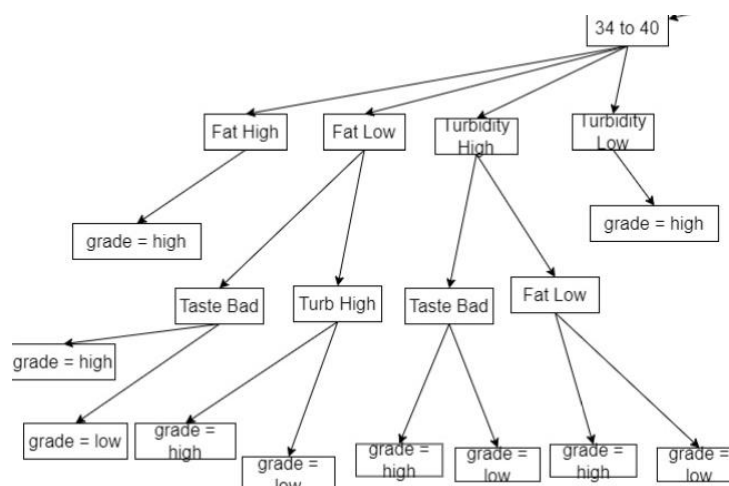 34 to 40
Fat High
Fat Low
Turbidity
High
Turbidity
Low
grade = high
grade = high
Taste Bad
Turb High
Taste Bad
Fat Low
grade = high
grade = low
grade =
high
grade =
low
grade =
high
grade =
low
grade =
high
grade =
low